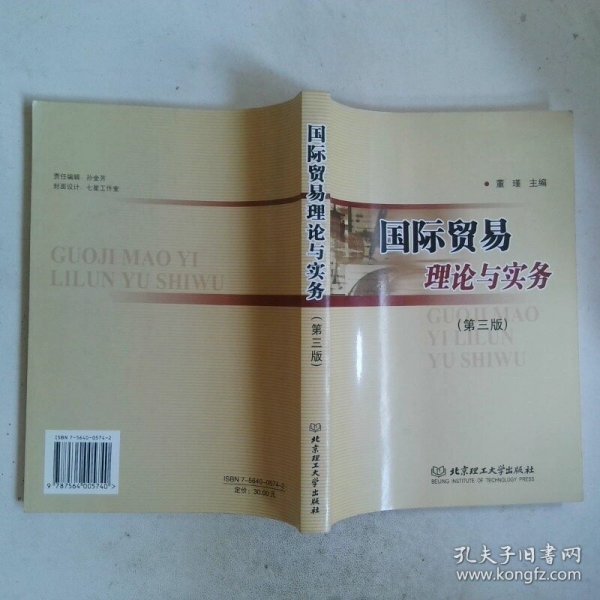 责任编辑 孙金芳
封面设计 七星工作室
GUOJI MAO YI
LILUN YU SHIWU
ISBN 7-5640-0574-2
9 787564 005740 >
ISBN 7-5640-0574-2
定价：30.00元
国际贸易理论与实务
(第三版)
北京理工大学出版社
董 瑾 主编
国际贸易
理论与实务
(第三版)
GUOJI MAO
YI LILUN
YU SHIWU
北京理工大学出版社
BEIJING INSTITUTE OF TECHNOLOGY PRESS
孔夫子旧书网
www.kongfz.com